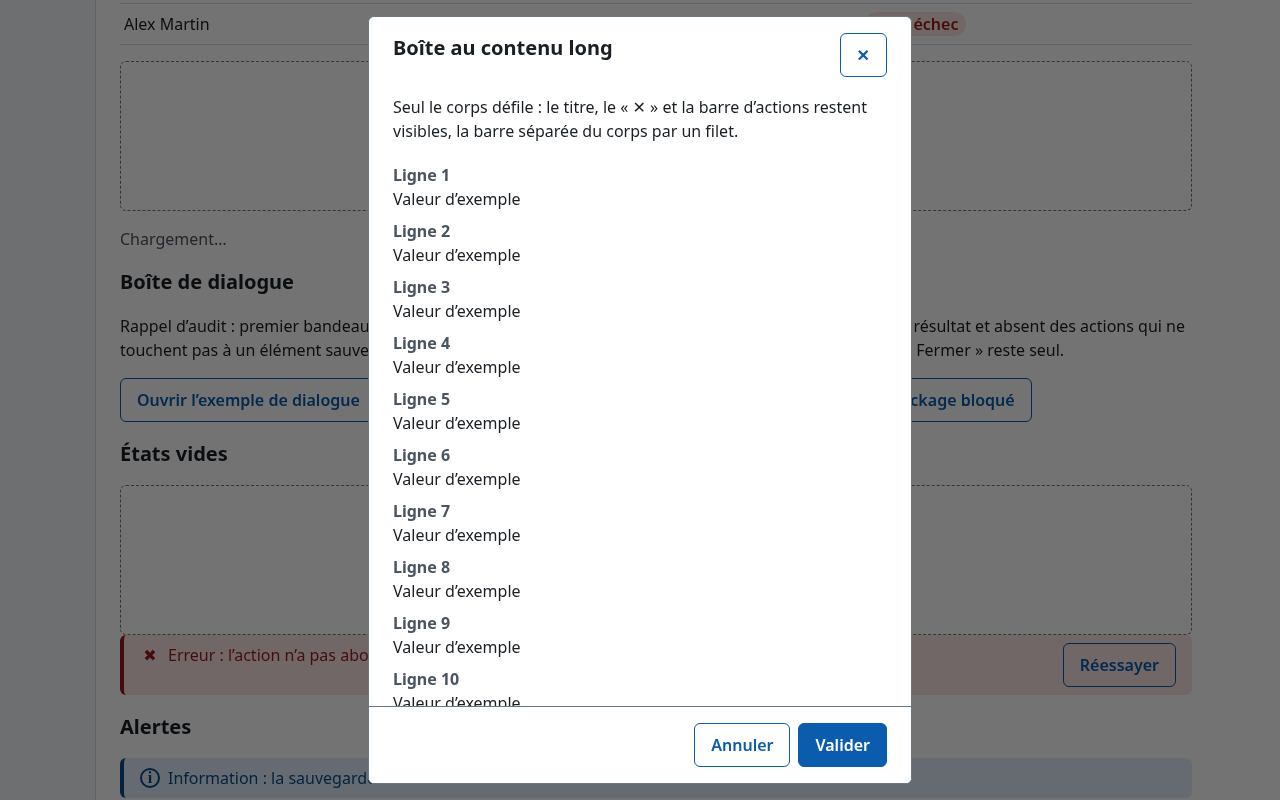 Alex Martin
échec
Boîte au contenu long
×
Seul le corps défile : le titre, le « ✕ » et la barre d’actions restent
visibles, la barre séparée du corps par un filet.
Ligne 1
Valeur d’exemple
Ligne 2
Valeur d’exemple
Ligne 3
Valeur d’exemple
Ligne 4
Valeur d’exemple
Ligne 5
Valeur d’exemple
Ligne 6
Valeur d’exemple
Ligne 7
Valeur d’exemple
Ligne 8
Valeur d’exemple
Ligne 9
Valeur d’exemple
Ligne 10
Valeur d’exemple
Annuler
Valider
Chargement…
Boîte de dialogue
Rappel d’audit : premier bandeau
résultat et absent des actions qui ne
touchent pas à un élément
Fermer » reste seul.
Ouvrir l’exemple de dialogue
bloqué
États vides
✖ Erreur : l’action n’a pas
Réessayer
Alertes
Information : la